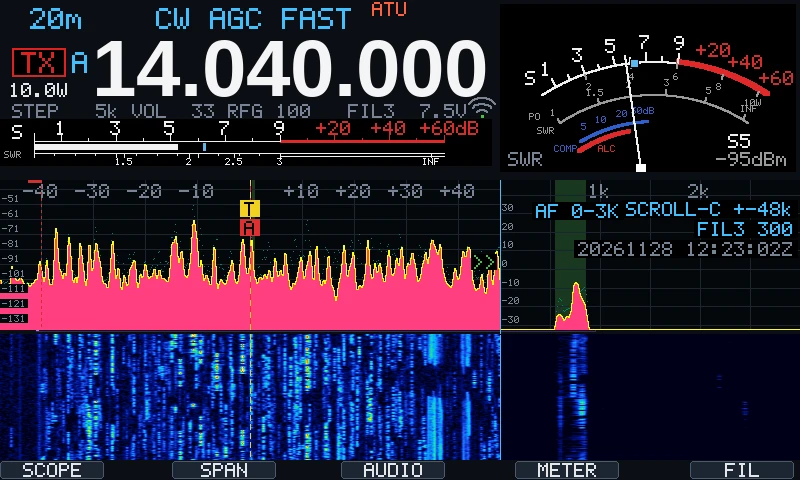 20m CW AGC FAST ATU
TX A 14.040.000
10.0W
STEP 5k VOL 33 RFG 100 FIL3 7.5V
S 1 3 5 7 9 +20 +40 +60dB
SWR 1.5 2 2.5 3 INF
S 1 3 5 7 9 +20 +40 +60
PO 1 2.5 4 3 6 5 8 10W
SWR INF
5 10 20 30dB
COMP ALC
S5
SWR -95dBm
-40 -30 -20 -10 +10 +20 +30 +40
-51
-61
-71
-81
-91
-101
-111
-121
-131
T
A
>>
1k 2k
30
20
10
0
-10
-20
-30
AF 0-3K SCROLL-C +-48k
FIL3 300
20261128 12:23:02Z
SCOPE SPAN AUDIO METER FIL